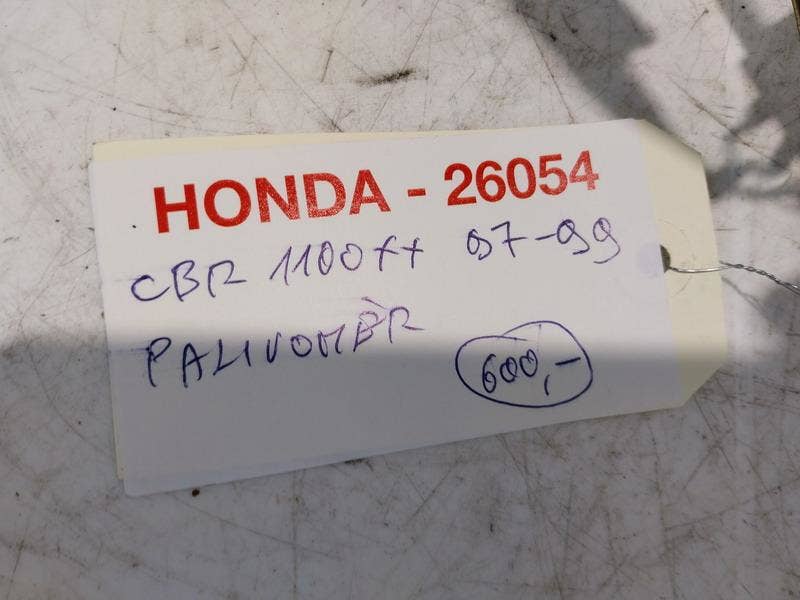 HONDA - 26054
CBR 1100XX 97-99
PALIVOMĚR
600,-